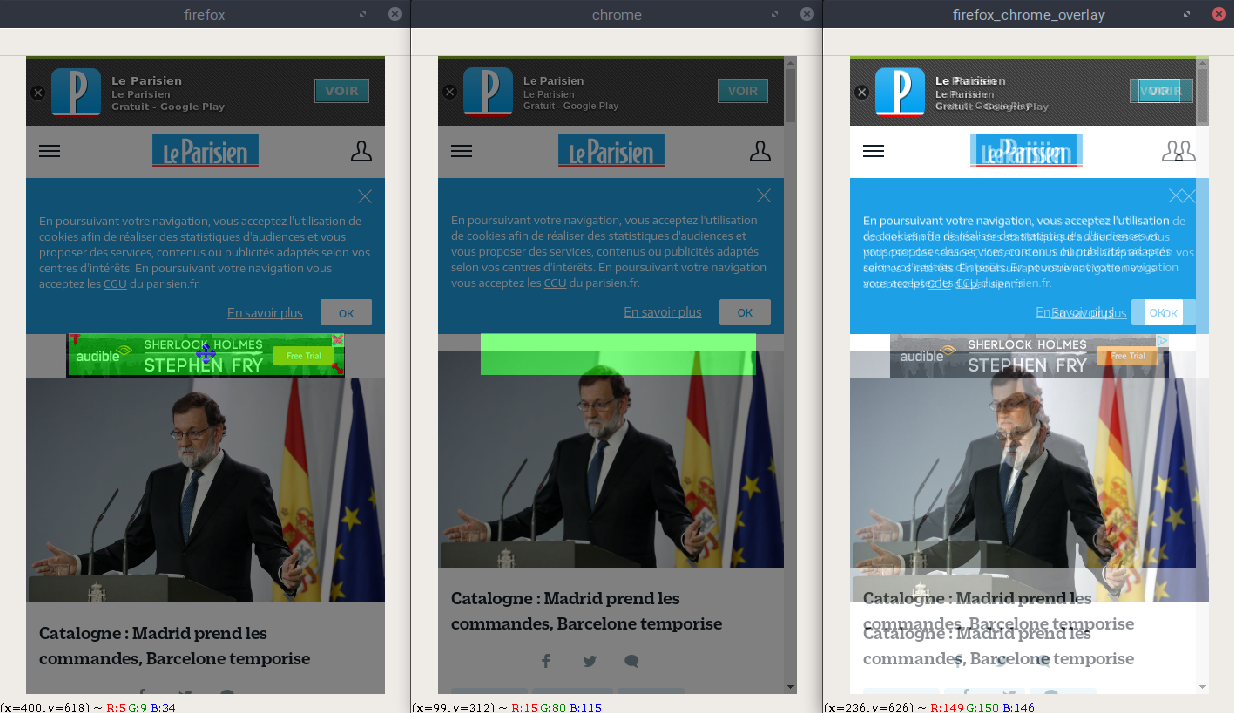 firefox
Le Parisien
Le Parisien
Gratuit - Google Play
VOIR
Le Parisien
En poursuivant votre navigation, vous acceptez l'utilisation de
cookies afin de réaliser des statistiques d'audiences et vous
proposer des services, contenus ou publicités adaptés selon vos
centres d'intérêts. En poursuivant votre navigation vous
acceptez les CCU du parisien.fr.
En savoir plus
OK
audible
SHERLOCK HOLMES
STEPHEN FRY
Free Trial
Catalogne : Madrid prend les
commandes, Barcelone temporise
(x=400, y=618) ~ R:5 G:9 B:34
chrome
Le Parisien
Le Parisien
Gratuit - Google Play
VOIR
Le Parisien
En poursuivant votre navigation, vous acceptez l'utilisation
de cookies afin de réaliser des statistiques d'audiences et
vous proposer des services, contenus ou publicités adaptés
selon vos centres d'interêts. En poursuivant votre navigation
vous acceptez les CCU du parisien.fr.
En savoir plus
OK
Catalogne : Madrid prend les
commandes, Barcelone temporise
(x=99, y=312) ~ R:15 G:80 B:115
firefox_chrome_overlay
Le Parisien
Le Parisien
Gratuit - Google Play
VOIR
Le Parisien
En poursuivant votre navigation, vous acceptez l'utilisation de
En savoir plus
OK
audible
SHERLOCK HOLMES
STEPHEN FRY
Free Trial
Catalogne : Madrid prend les
commandes, Barcelone temporise
Catalogne : Madrid prend les
commandes, Barcelone temporise
(x=236, y=626) ~ R:149 G:150 B:146